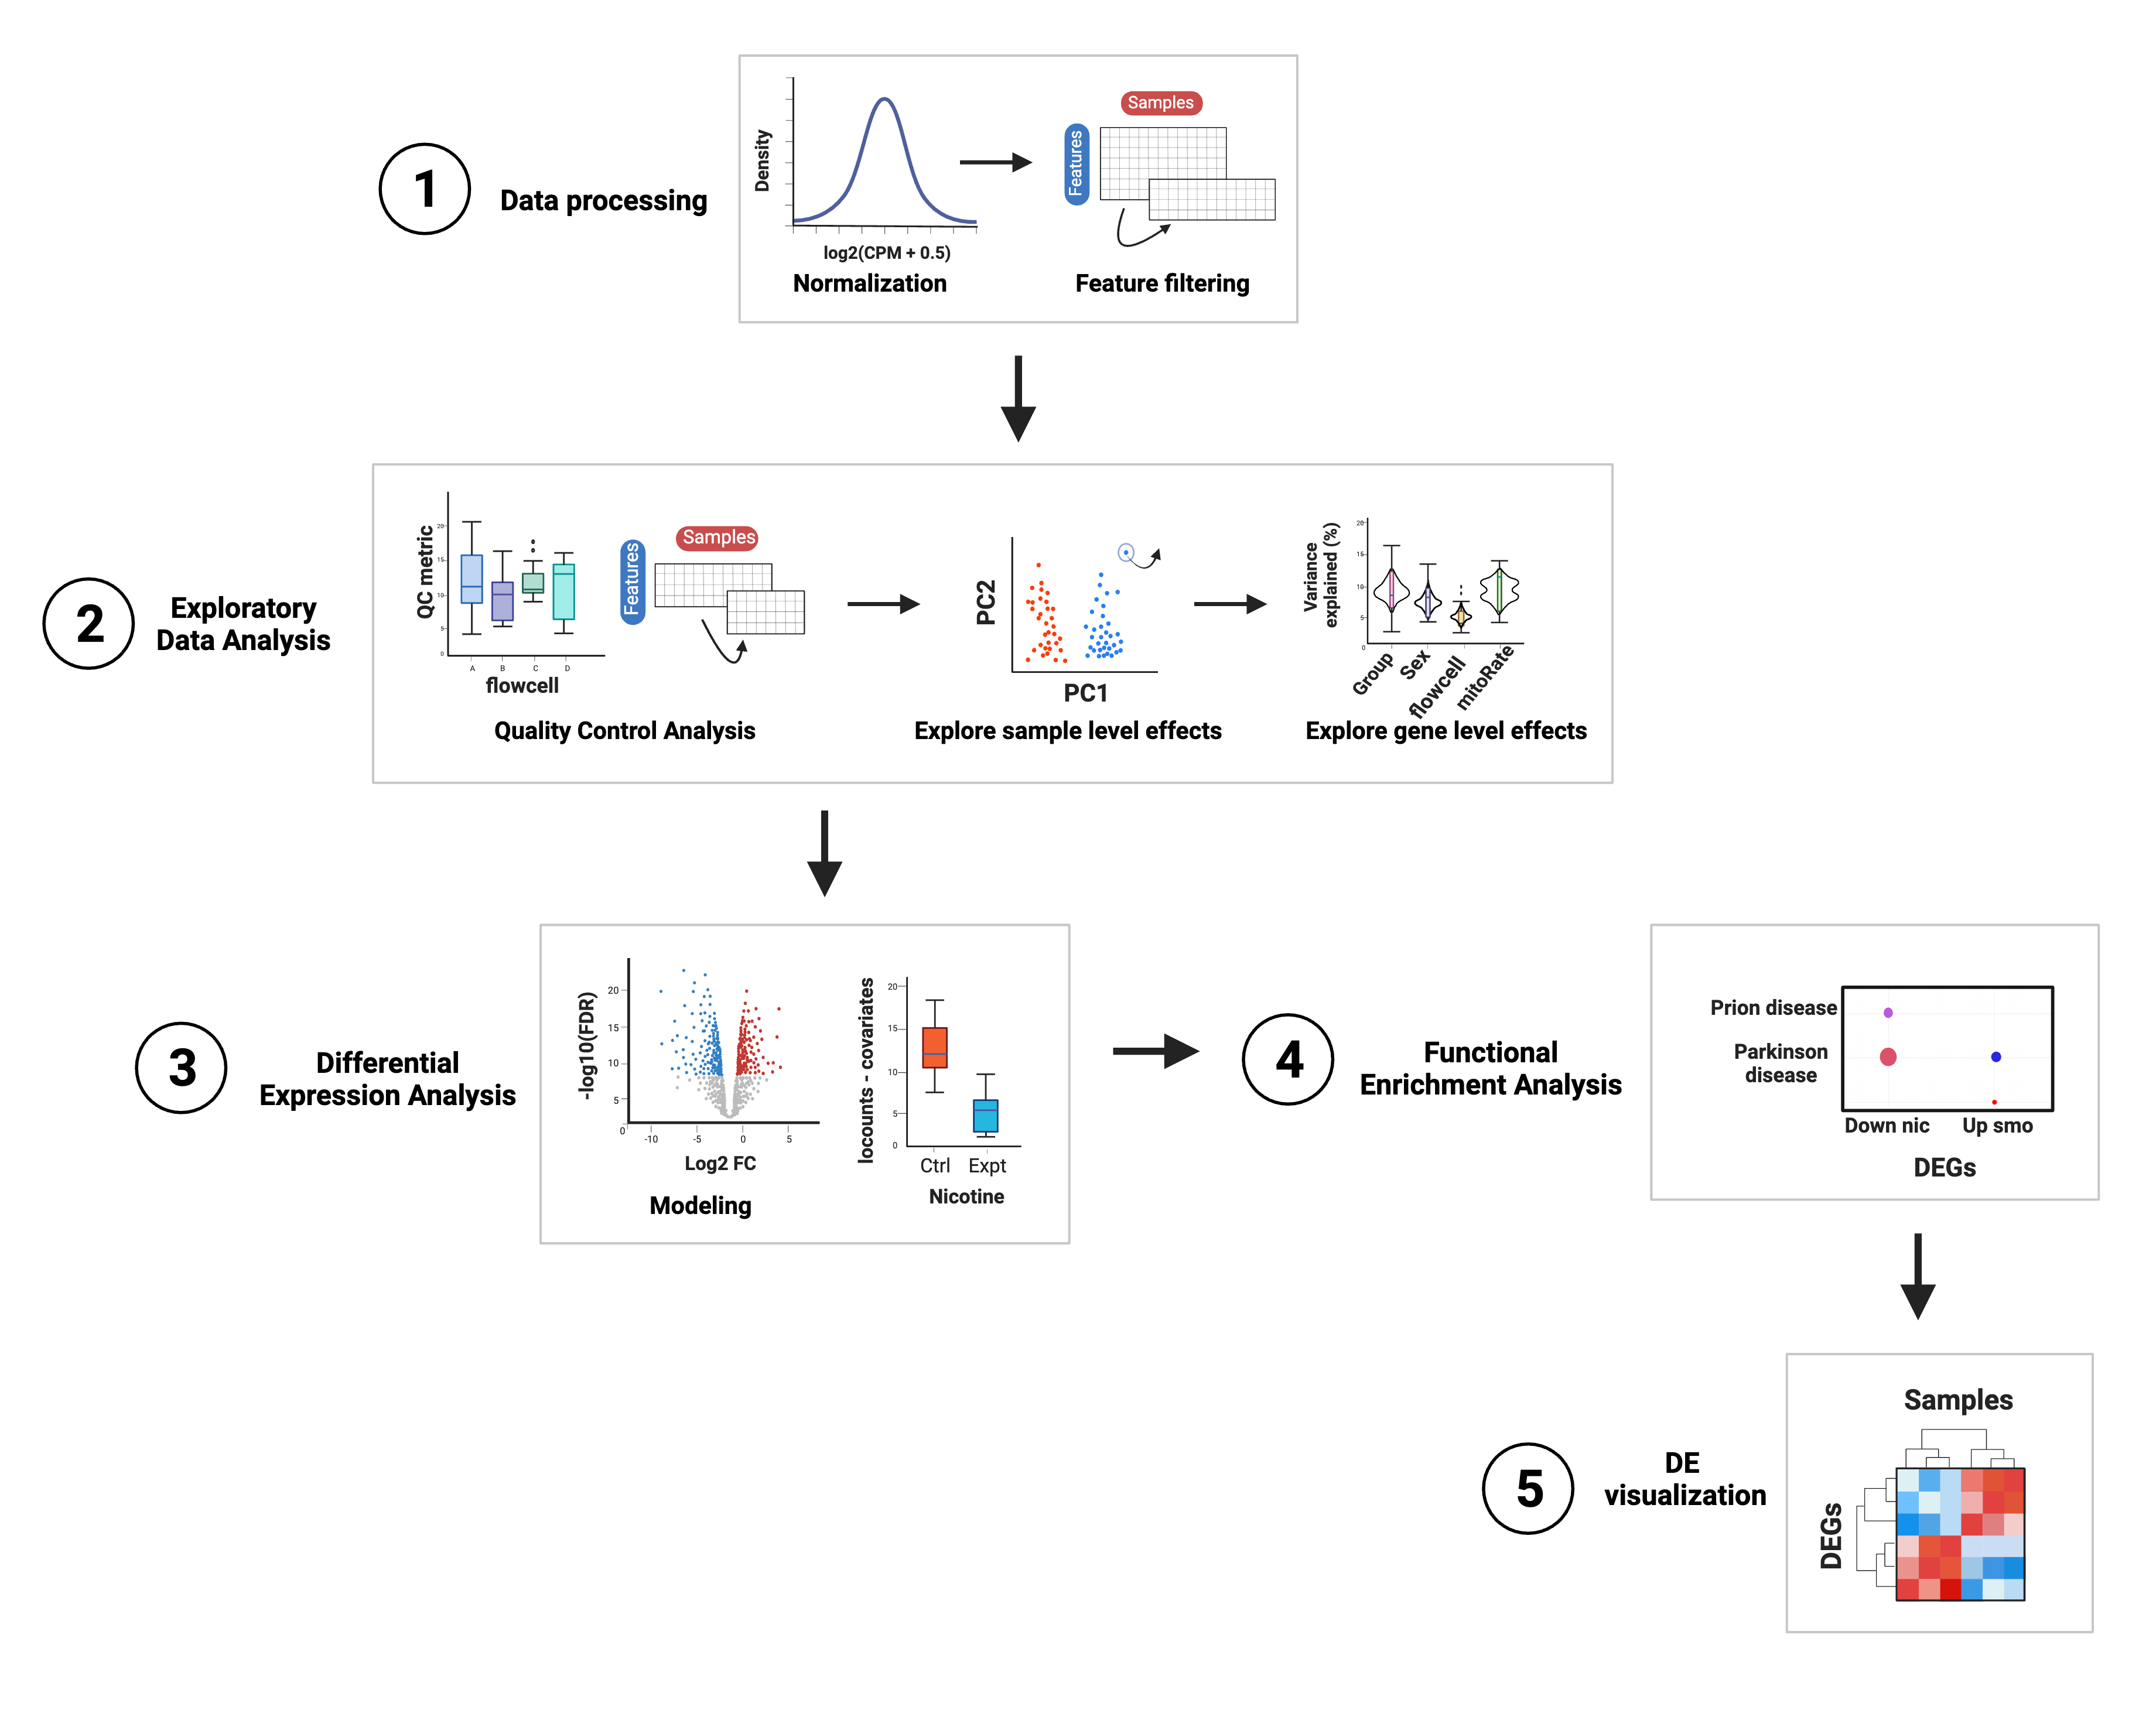 1
Data processing
Density
log2(CPM + 0.5)
Normalization
Samples
Features
Feature filtering
2
Exploratory
Data Analysis
QC metric
20
15
10
5
0
A B C D
flowcell
Features
Samples
Quality Control Analysis
PC2
PC1
Explore sample level effects
Variance
explained (%)
20
15
10
5
0
Group
Sex
flowcell
mitoRate
Explore gene level effects
3
Differential
Expression Analysis
-log10(FDR)
20
15
10
5
0
-10 -5 0 5
Log2 FC
Modeling
locounts - covariates
20
15
10
5
0
Ctrl Expt
Nicotine
4
Functional
Enrichment Analysis
Prion disease
Parkinson
disease
Down nic Up smo
DEGs
5
DE
visualization
Samples
DEGs